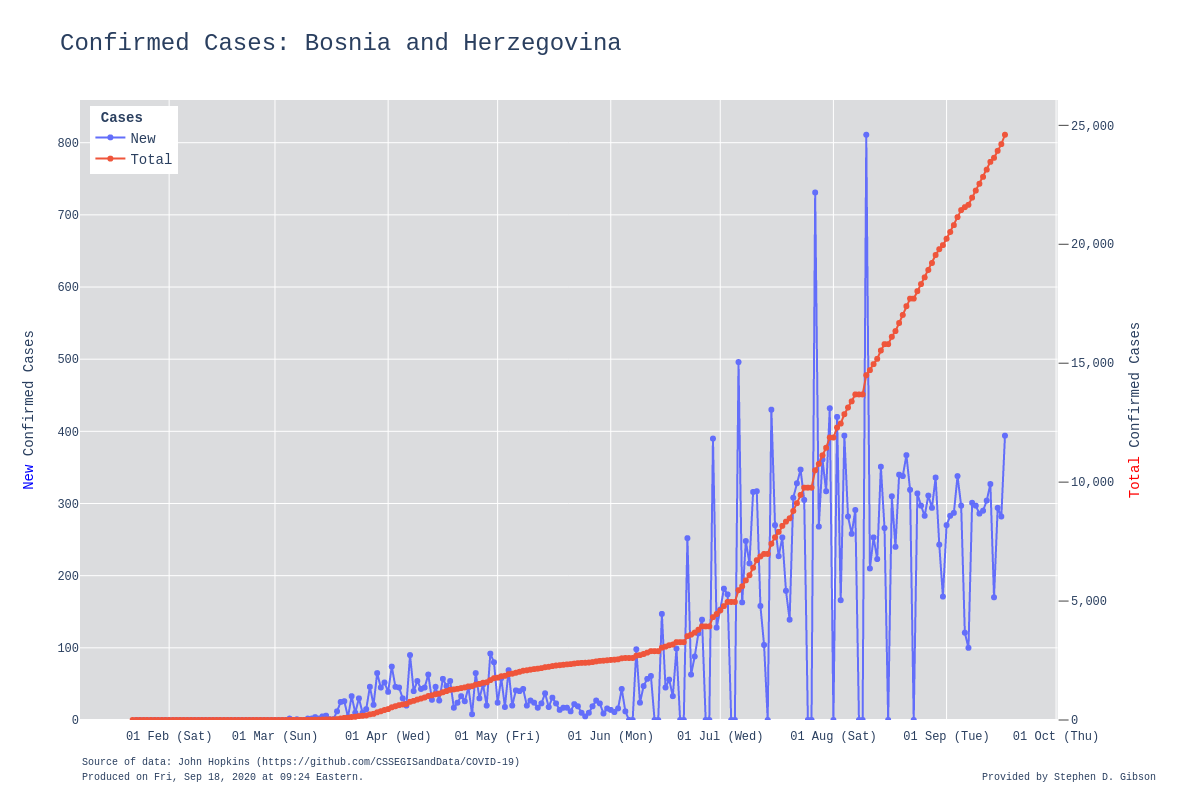 Confirmed Cases: Bosnia and Herzegovina
Cases
New
Total
800
700
600
500
400
300
200
100
0
New Confirmed Cases
25,000
20,000
15,000
10,000
5,000
0
Total Confirmed Cases
01 Feb (Sat) 01 Mar (Sun) 01 Apr (Wed) 01 May (Fri) 01 Jun (Mon) 01 Jul (Wed) 01 Aug (Sat) 01 Sep (Tue) 01 Oct (Thu)
Source of data: John Hopkins (https://github.com/CSSEGISandData/COVID-19)
Produced on Fri, Sep 18, 2020 at 09:24 Eastern.
Provided by Stephen D. Gibson